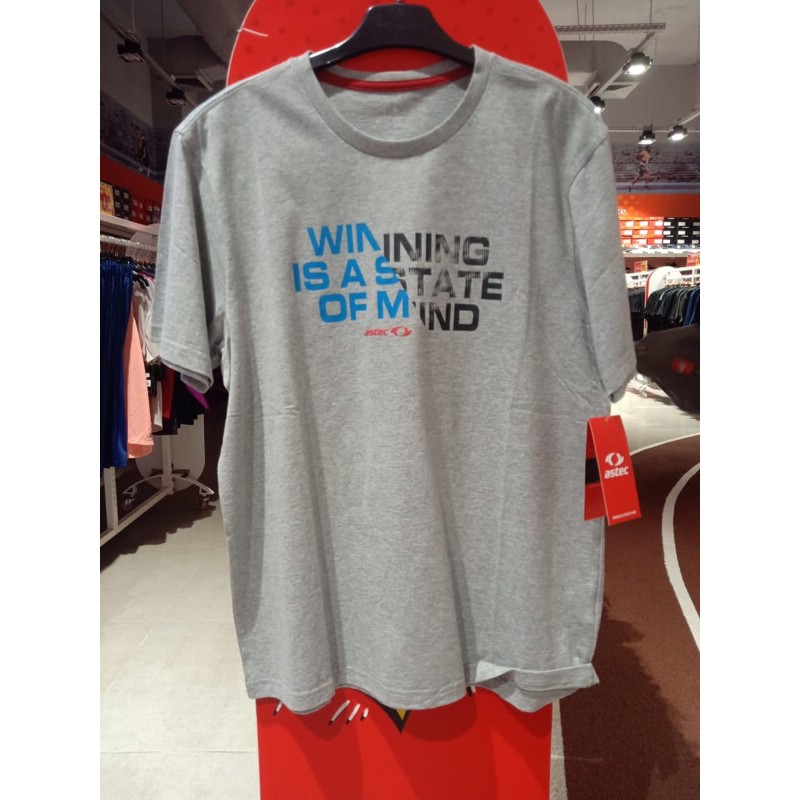 WINNING
IS A STATE
OF MIND
astec
astec